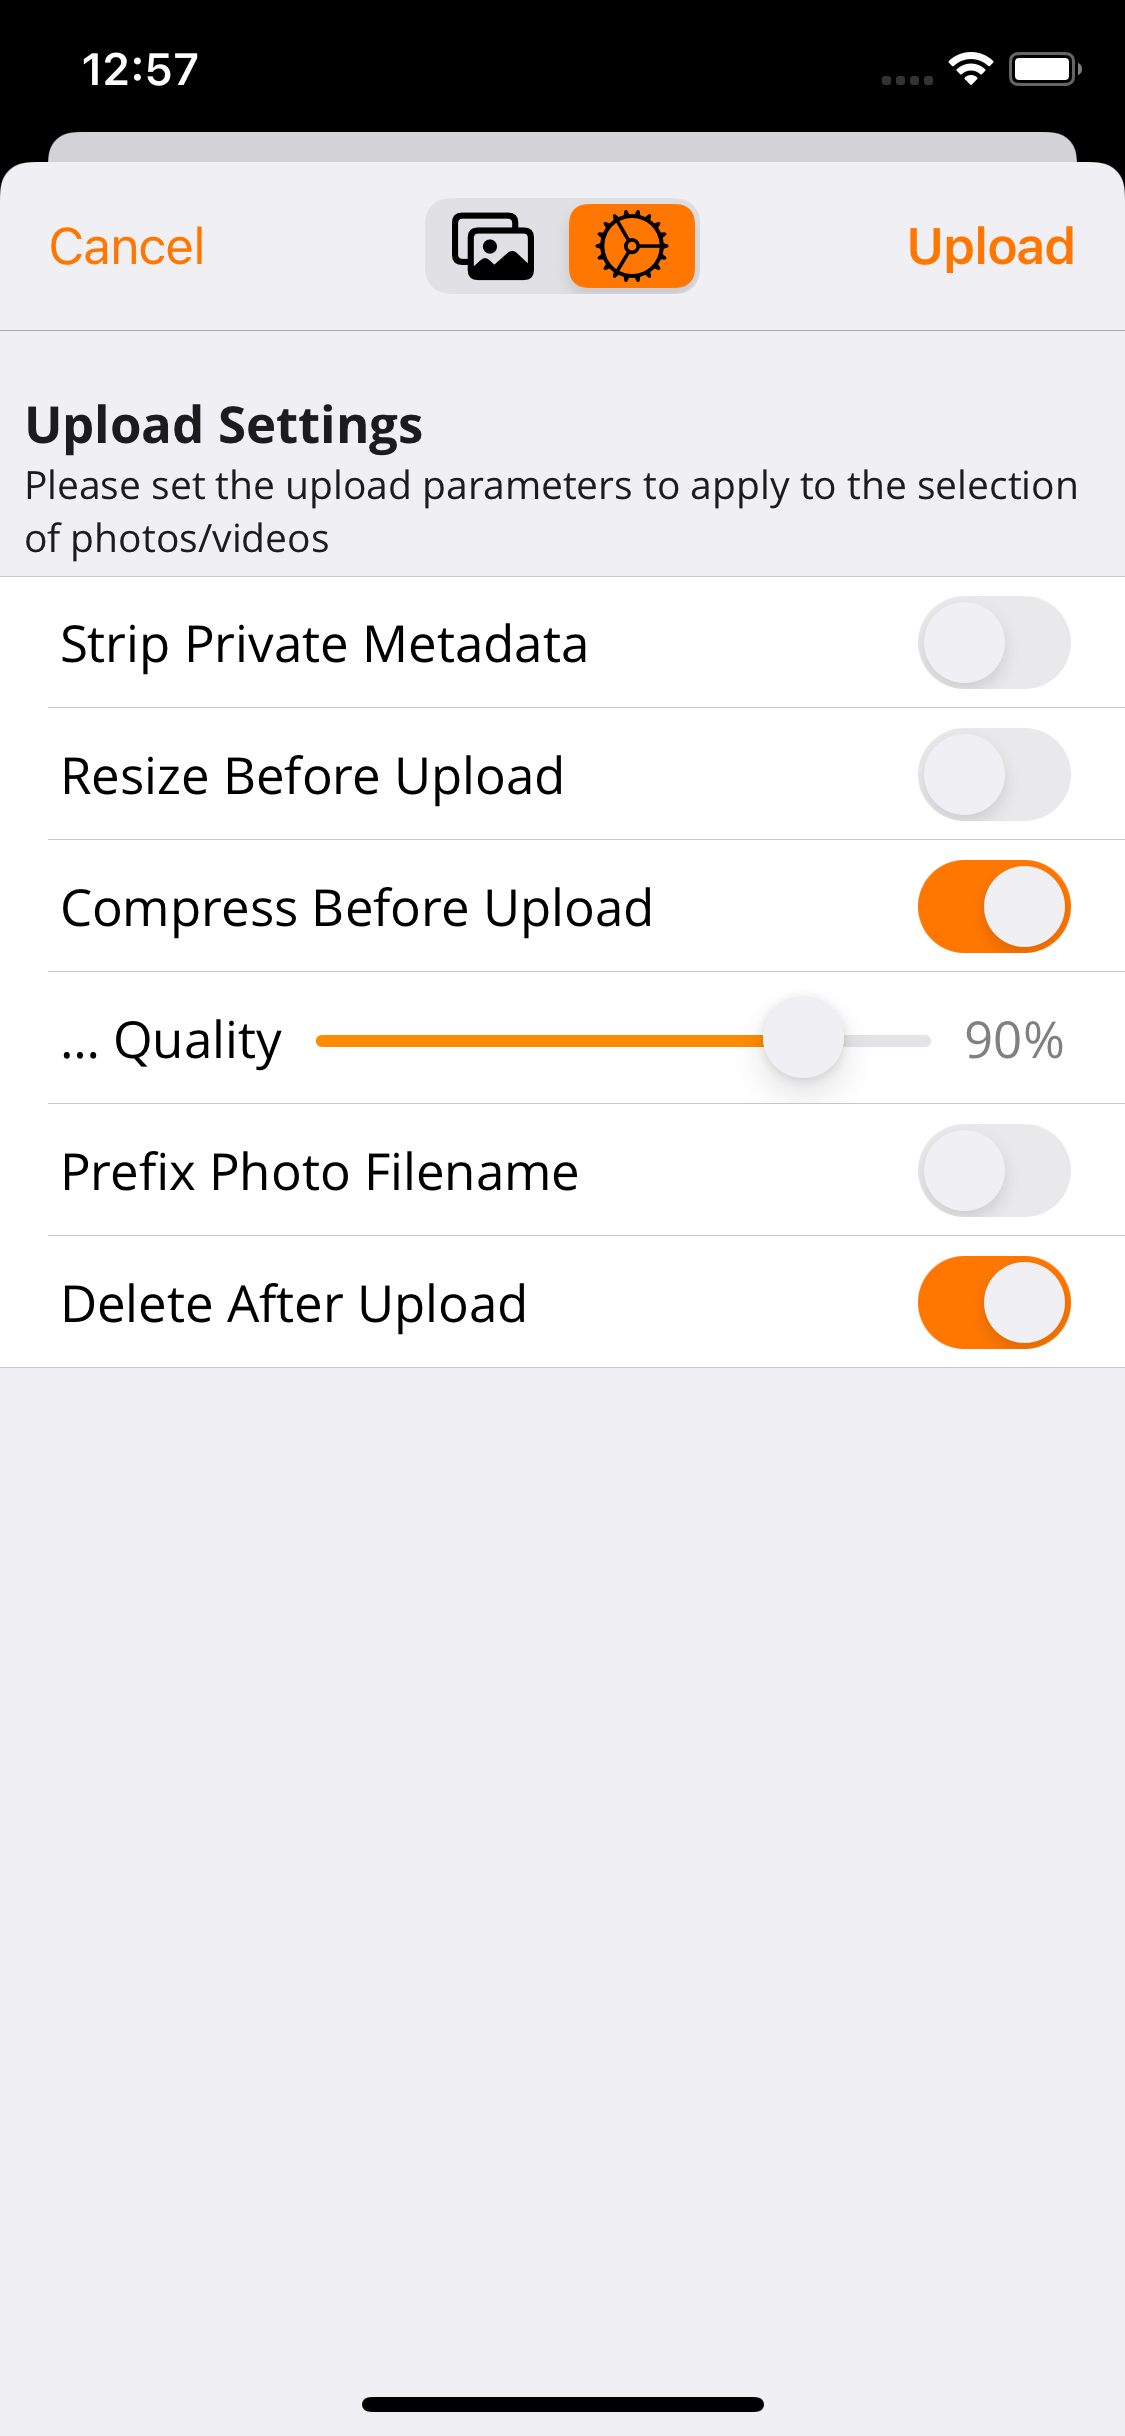 12:57
Cancel
Upload
Upload Settings
Please set the upload parameters to apply to the selection
of photos/videos
Strip Private Metadata
Resize Before Upload
Compress Before Upload
... Quality 90%
Prefix Photo Filename
Delete After Upload